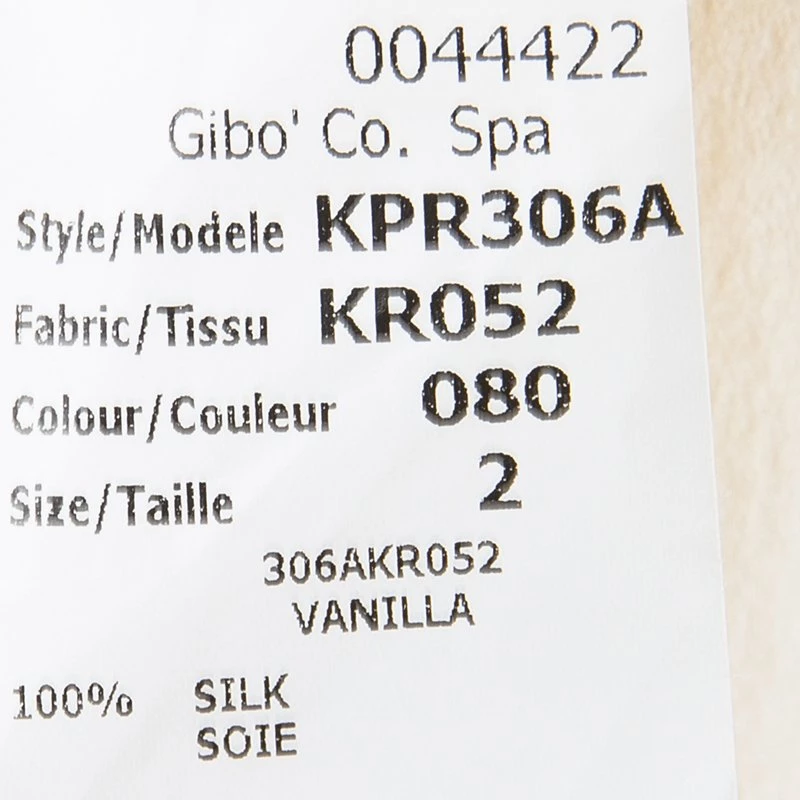 0044422
Gibo' Co. Spa
Style/Modele KPR306A
Fabric/Tissu KR052
Colour/Couleur 080
Size/Taille 2
306AKR052
VANILLA
100% SILK
SOIE